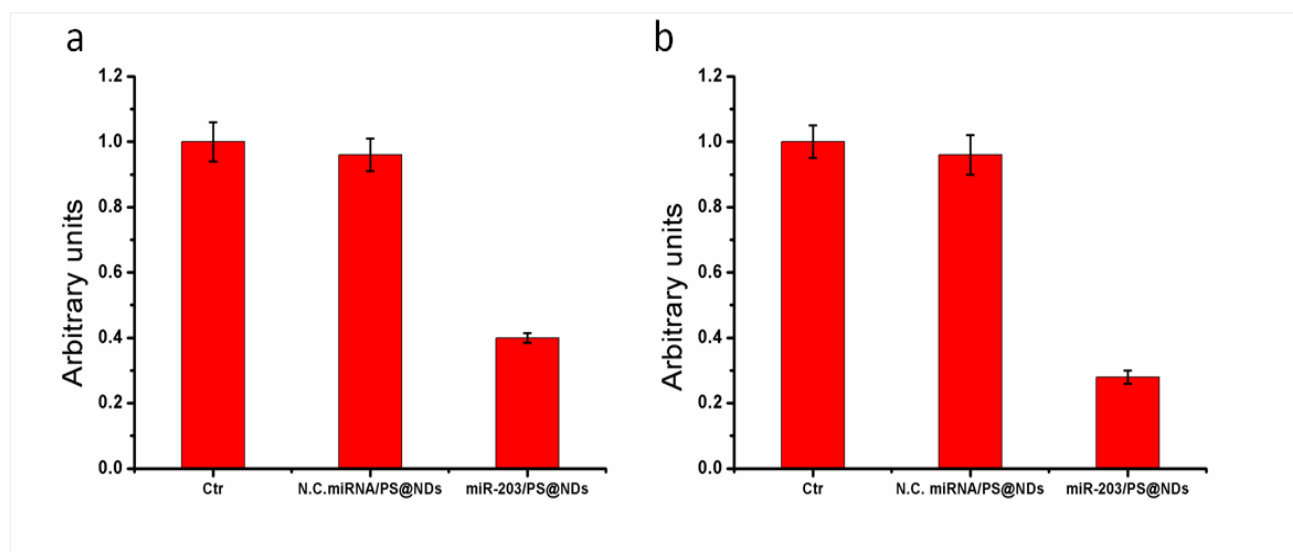 a
1.2
1.0
0.8
0.6
0.4
0.2
0.0
Arbitrary units
Ctr
N.C.miRNA/PS@NDs
miR-203/PS@NDs
b
1.2
1.0
0.8
0.6
0.4
0.2
0.0
Arbitrary units
Ctr
N.C. miRNA/PS@NDs
miR-203/PS@NDs